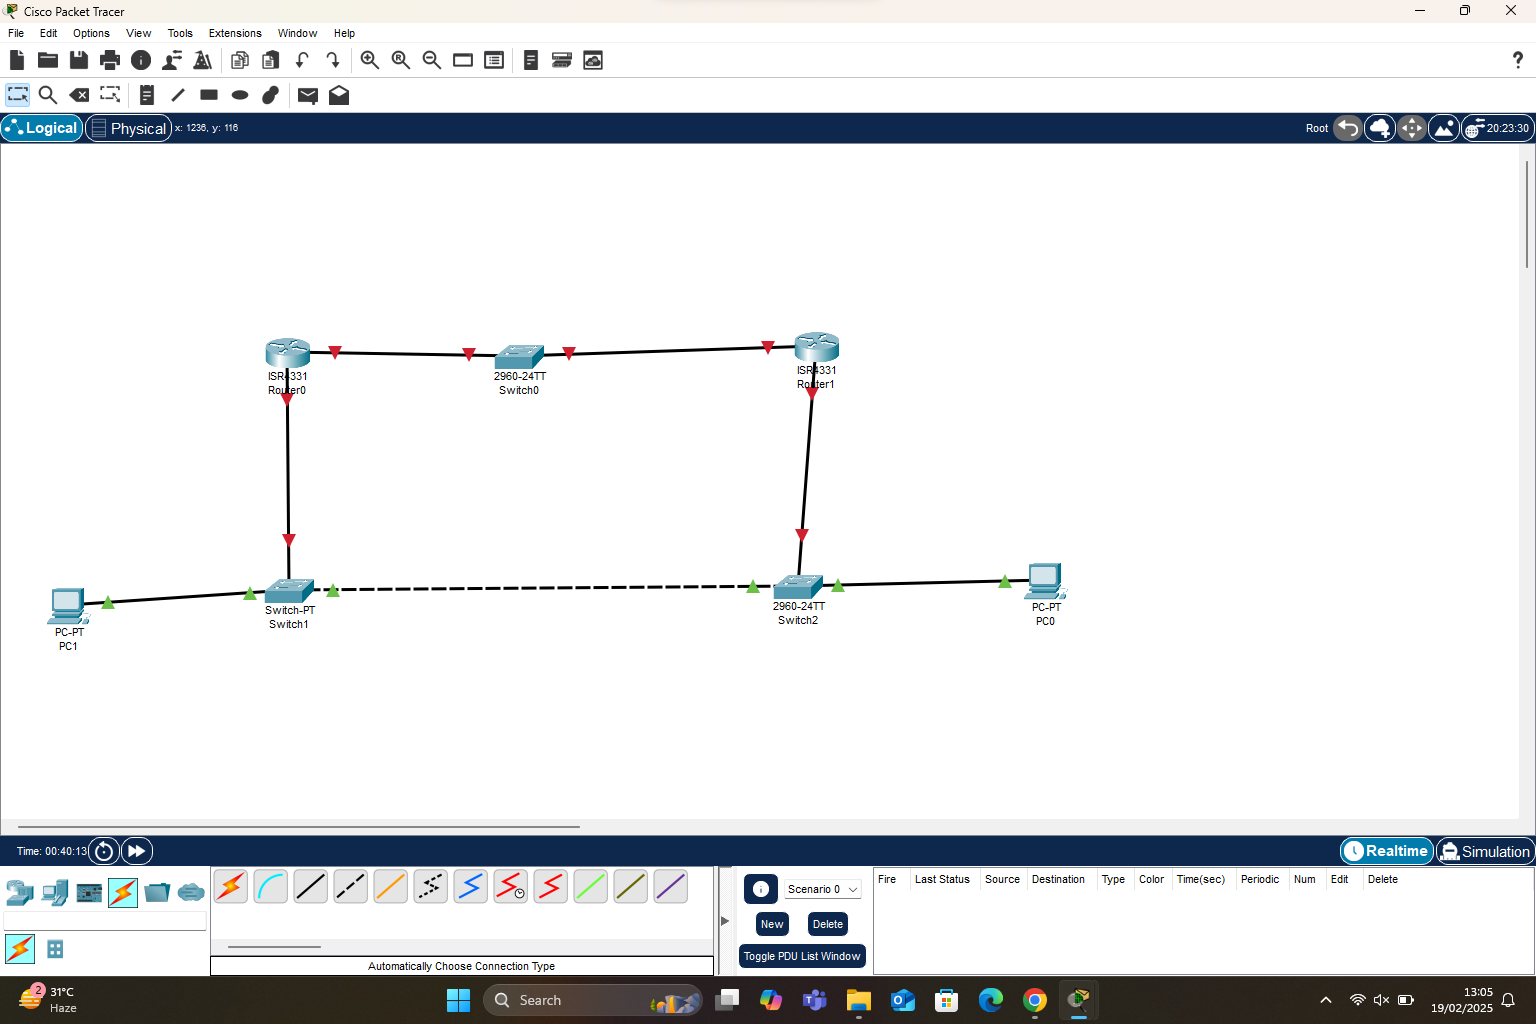 Cisco Packet Tracer
File Edit Options View Tools Extensions Window Help
?
Logical Physical x: 1236, y: 116 Root 20:23:30
ISR4331
Router0
2960-24TT
Switch0
ISR4331
Router1
Switch-PT
Switch1
2960-24TT
Switch2
PC-PT
PC1
PC-PT
PC0
Time: 00:40:13 Realtime Simulation
Scenario 0
New Delete
Toggle PDU List Window
Fire Last Status Source Destination Type Color Time(sec) Periodic Num Edit Delete
Automatically Choose Connection Type
2
31°C
Haze
Search
13:05
19/02/2025